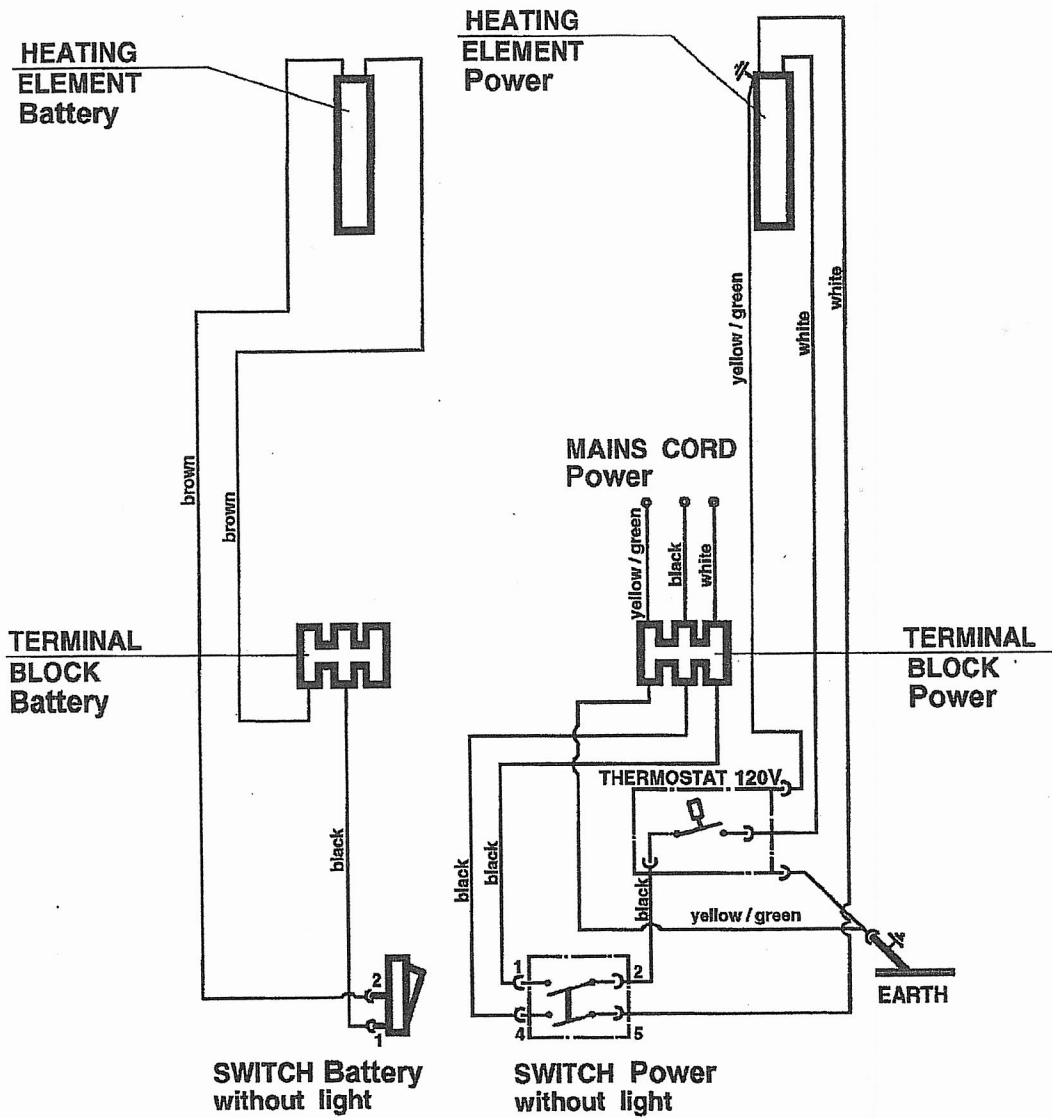 HEATING
ELEMENT
Battery
HEATING
ELEMENT
Power
yellow / green
white
white
brown
brown
MAINS CORD
Power
yellow / green
black
white
TERMINAL
BLOCK
Battery
TERMINAL
BLOCK
Power
THERMOSTAT 120V
black
black
black
black
yellow / green
EARTH
2
1
1
2
4
5
SWITCH Battery
without light
SWITCH Power
without light